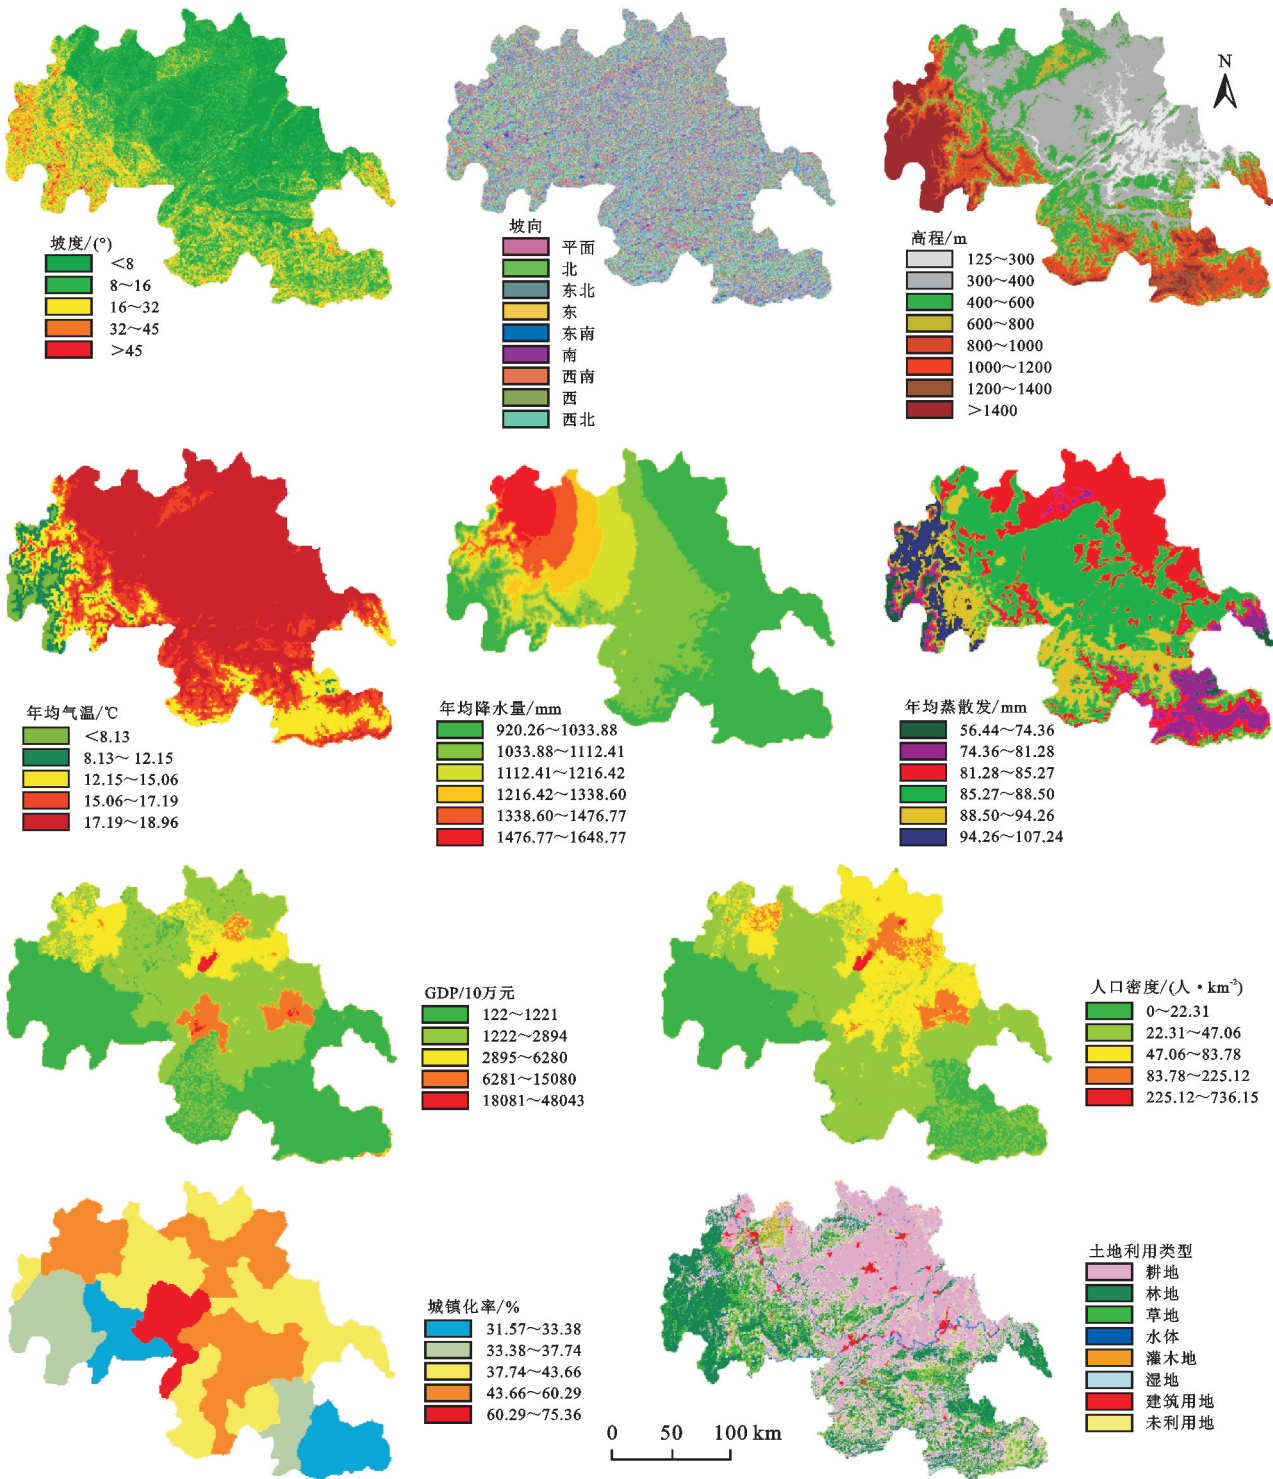 N
坡度/(°)
<8
8～16
16～32
32～45
>45
坡向
平面
北
东北
东
东南
南
西南
西
西北
高程/m
125～300
300～400
400～600
600～800
800～1000
1000～1200
1200～1400
>1400
年均气温/℃
<8.13
8.13～12.15
12.15～15.06
15.06～17.19
17.19～18.96
年均降水量/mm
920.26～1033.88
1033.88～1112.41
1112.41～1216.42
1216.42～1338.60
1338.60～1476.77
1476.77～1648.77
年均蒸散发/mm
56.44～74.36
74.36～81.28
81.28～85.27
85.27～88.50
88.50～94.26
94.26～107.24
GDP/10万元
122～1221
1222～2894
2895～6280
6281～15080
18081～48043
人口密度/(人·km⁻²)
0～22.31
22.31～47.06
47.06～83.78
83.78～225.12
225.12～736.15
城镇化率/%
31.57～33.38
33.38～37.74
37.74～43.66
43.66～60.29
60.29～75.36
土地利用类型
耕地
林地
草地
水体
灌木地
湿地
建筑用地
未利用地
0 50 100 km